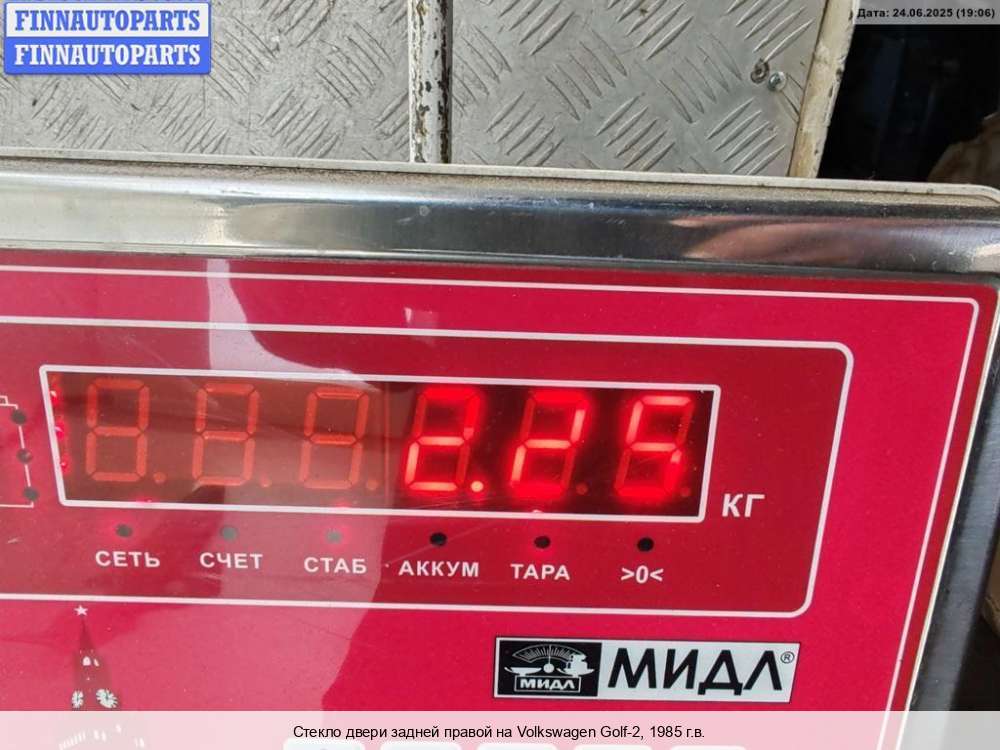 FINNAUTOPARTS
FINNAUTOPARTS
Дата: 24.06.2025 (19:06)
2.25 КГ
СЕТЬ СЧЕТ СТАБ АККУМ ТАРА >0<
МИДЛ МИДЛ®
Стекло двери задней правой на Volkswagen Golf-2, 1985 г.в.